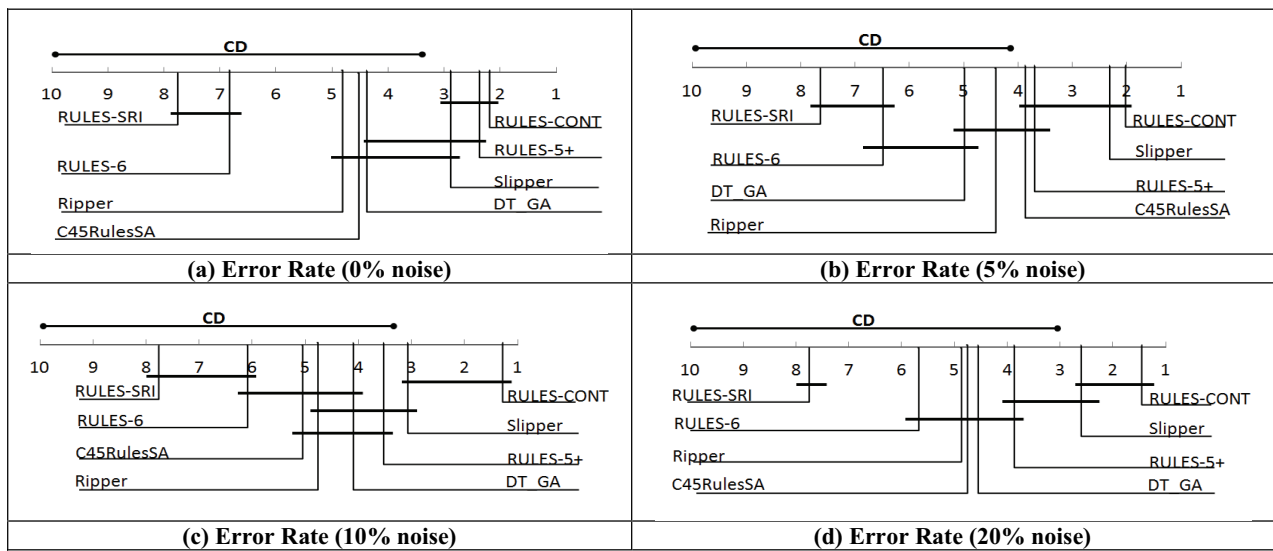 CD
10 9 8 7 6 5 4 3 2 1
RULES-SRI
RULES-CONT
RULES-5+
RULES-6
Slipper
Ripper
DT_GA
C45RulesSA
(a) Error Rate (0% noise)
CD
10 9 8 7 6 5 4 3 2 1
RULES-SRI
RULES-CONT
Slipper
RULES-6
DT_GA
RULES-5+
C45RulesSA
Ripper
(b) Error Rate (5% noise)
CD
10 9 8 7 6 5 4 3 2 1
RULES-SRI
RULES-CONT
RULES-6
Slipper
C45RulesSA
RULES-5+
Ripper
DT_GA
(c) Error Rate (10% noise)
CD
10 9 8 7 6 5 4 3 2 1
RULES-SRI
RULES-CONT
RULES-6
Slipper
Ripper
RULES-5+
C45RulesSA
DT_GA
(d) Error Rate (20% noise)